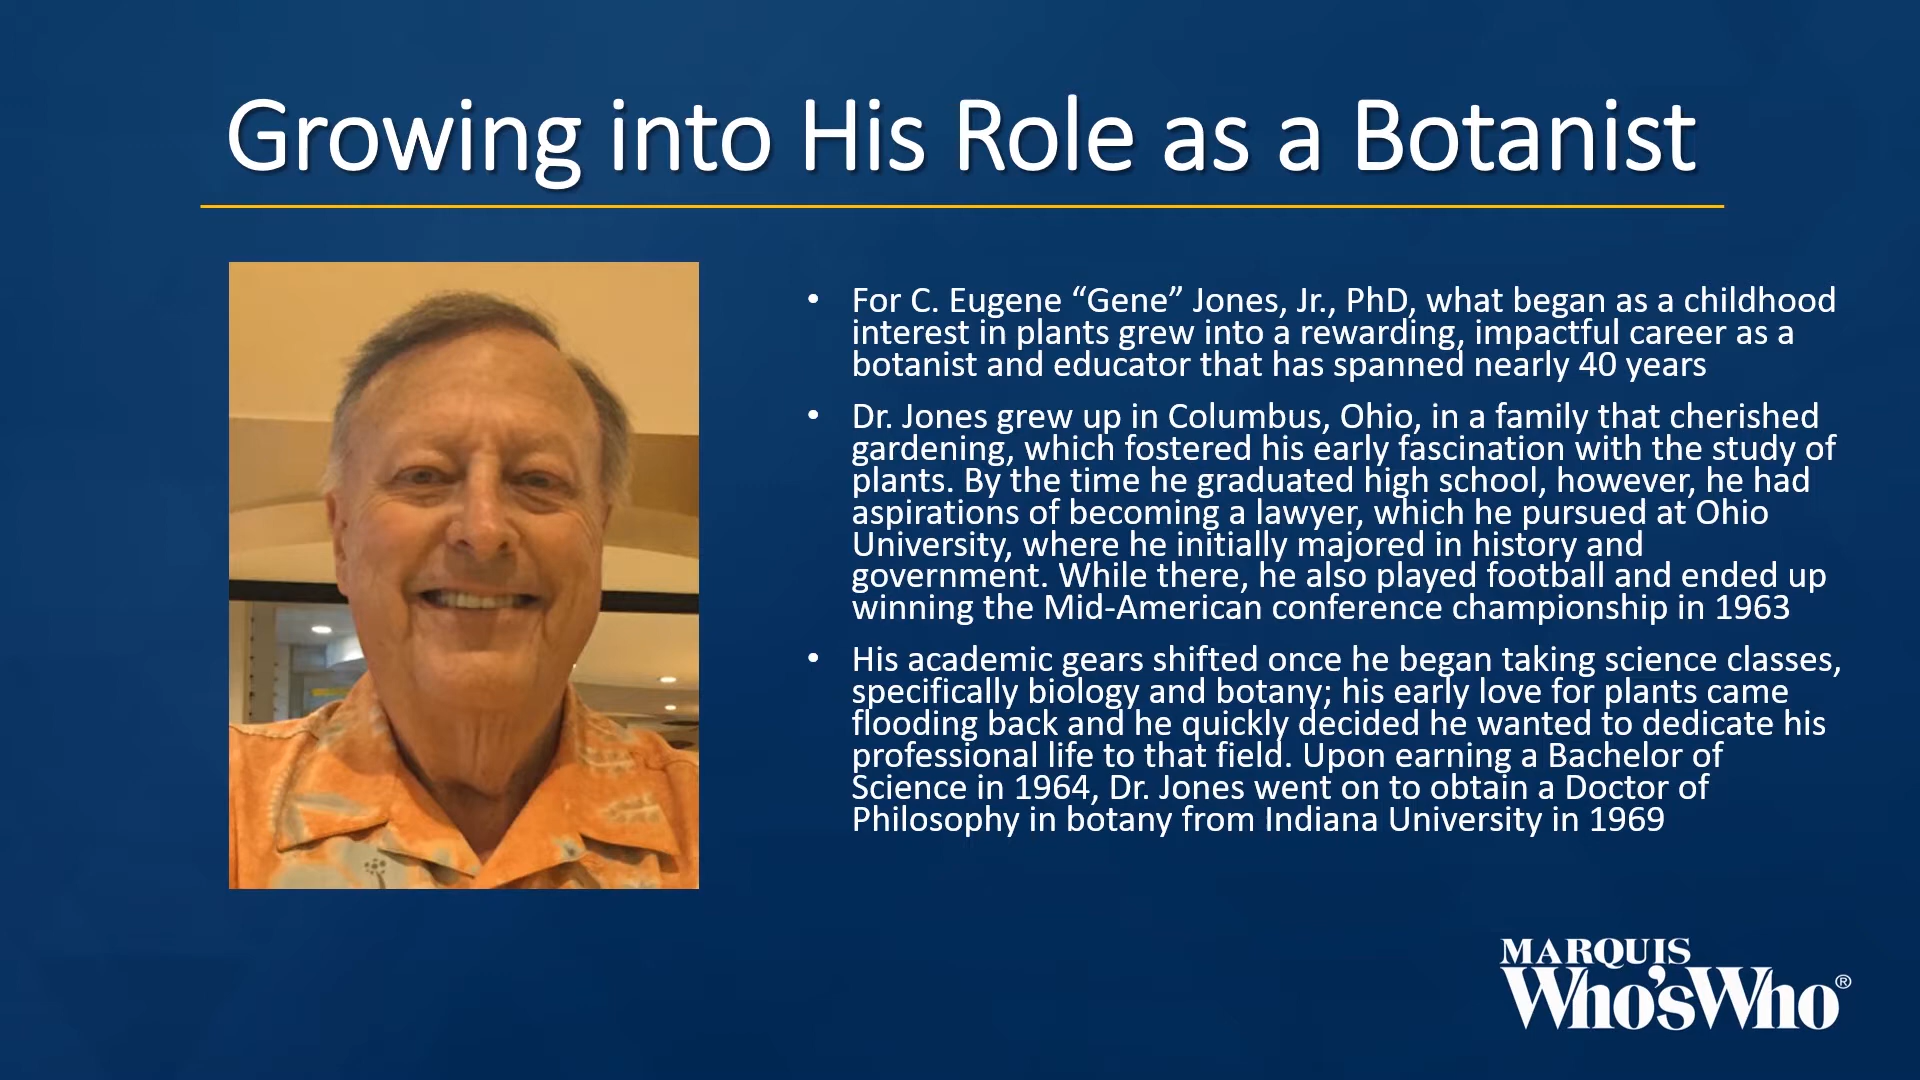 Growing into His Role as a Botanist
• For C. Eugene “Gene” Jones, Jr., PhD, what began as a childhood
interest in plants grew into a rewarding, impactful career as a
botanist and educator that has spanned nearly 40 years
• Dr. Jones grew up in Columbus, Ohio, in a family that cherished
gardening, which fostered his early fascination with the study of
plants. By the time he graduated high school, however, he had
aspirations of becoming a lawyer, which he pursued at Ohio
University, where he initially majored in history and
government. While there, he also played football and ended up
winning the Mid-American conference championship in 1963
• His academic gears shifted once he began taking science classes,
specifically biology and botany; his early love for plants came
flooding back and he quickly decided he wanted to dedicate his
professional life to that field. Upon earning a Bachelor of
Science in 1964, Dr. Jones went on to obtain a Doctor of
Philosophy in botany from Indiana University in 1969
MARQUIS
Who'sWho®